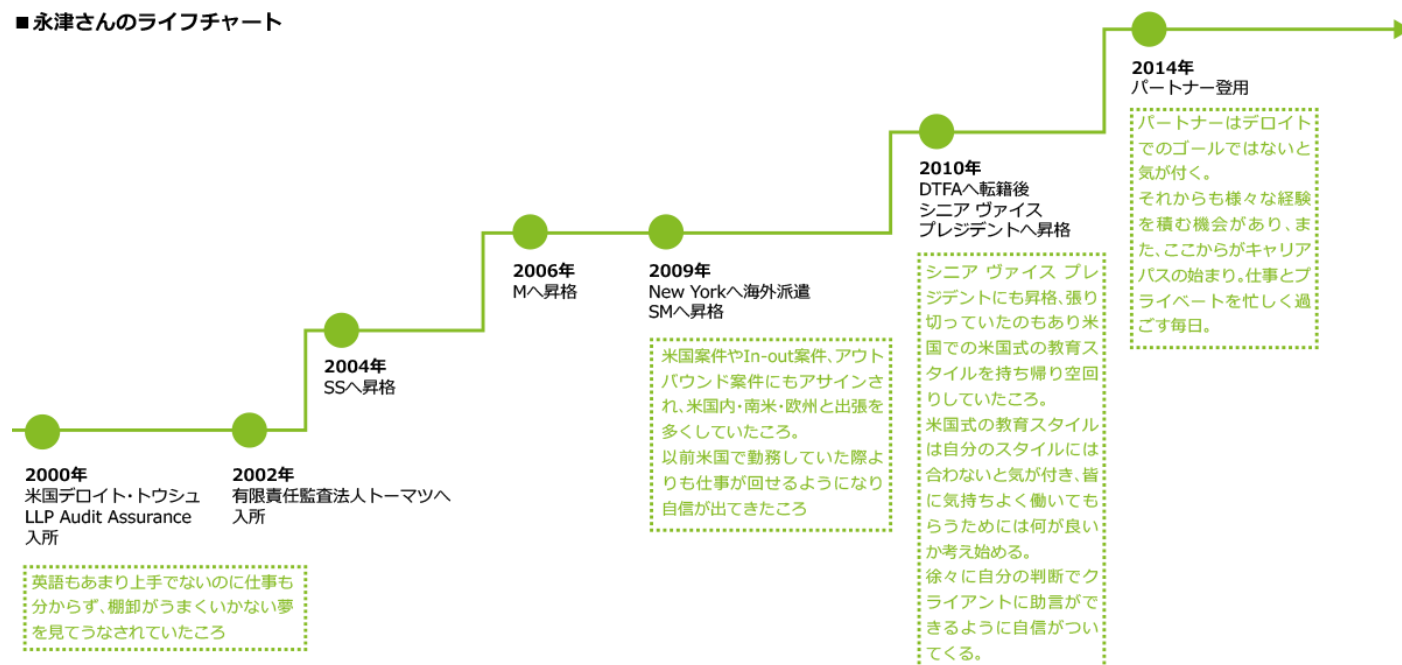 ■永津さんのライフチャート
2000年
米国デロイト・トウシュ
LLP Audit Assurance
入所
英語もあまり上手でないのに仕事も
分からず、棚卸がうまくいかない夢
を見てうなされていたころ
2002年
有限責任監査法人トーマツへ
入所
2004年
SSへ昇格
2006年
Mへ昇格
2009年
New Yorkへ海外派遣
SMへ昇格
米国案件やIn-out案件、アウト
バウンド案件にもアサインさ
れ、米国内・南米・欧州と出張を
多くしていたころ。
以前米国で勤務していた際よ
りも仕事が回せるようになり
自信が出てきたころ
2010年
DTFAへ転籍後
シニア ヴァイス
プレジデントへ昇格
シニア ヴァイス プレ
ジデントにも昇格、張り
切っていたのもあり米
国での米国式の教育ス
タイルを持ち帰り空回
りしていたころ。
米国式の教育スタイル
は自分のスタイルには
合わないと気が付き、皆
に気持ちよく働いても
らうためには何が良い
か考え始める。
徐々に自分の判断でク
ライアントに助言がで
きるように自信がつい
てくる。
2014年
パートナー登用
パートナーはデロイト
でのゴールではないと
気が付く。
それからも様々な経験
を積む機会があり、ま
た、ここからがキャリア
パスの始まり。仕事とプ
ライベートを忙しく過
ごす毎日。